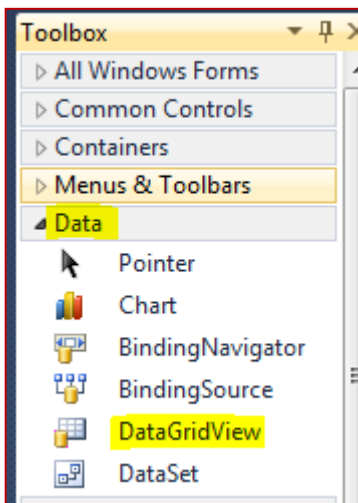 Toolbox
All Windows Forms
Common Controls
Containers
Menus & Toolbars
Data
Pointer
Chart
BindingNavigator
BindingSource
DataGridView
DataSet